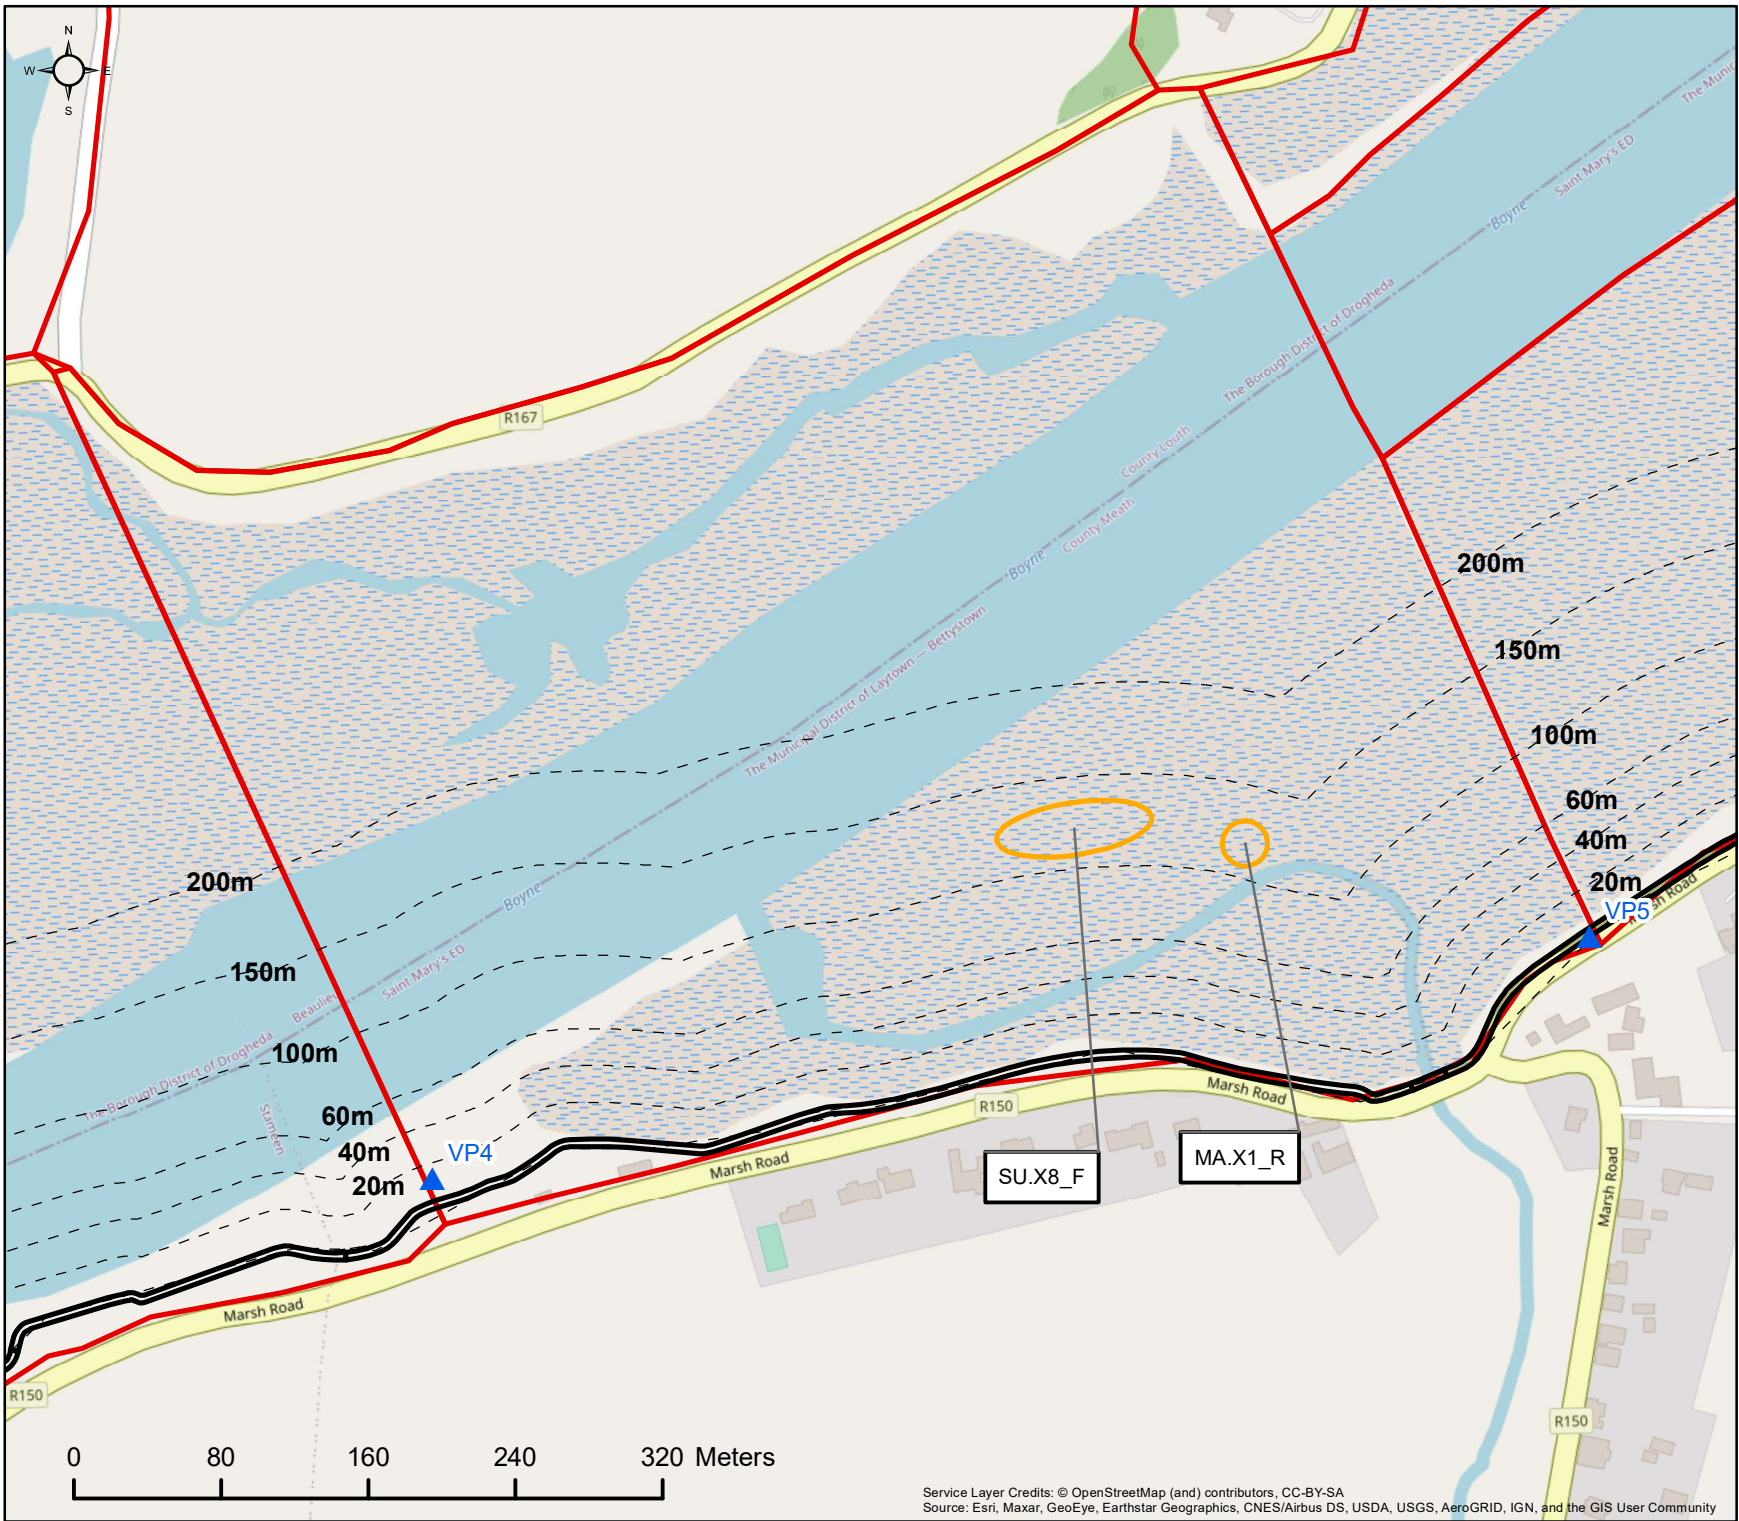 N
W E
S
The Munic
Saint Mary's ED
Boyne
The Borough District of Drogheda
R167
County Louth
County Meath
Boyne
200m
The Municipal District of Laytown — Bettystown
150m
100m
60m
40m
20m
VP5
sh Road
200m
Boyne
150m
Saint Mary's ED
Beaulieu
100m
The Borough District of Drogheda
60m
Stameen
40m
VP4
20m
Marsh Road
R150
Marsh Road
SU.X8_F
MA.X1_R
Marsh Road
Marsh Road
R150
R150
0 80 160 240 320 Meters
Service Layer Credits: © OpenStreetMap (and) contributors, CC-BY-SA
Source: Esri, Maxar, GeoEye, Earthstar Geographics, CNES/Airbus DS, USDA, USGS, AeroGRID, IGN, and the GIS User Community